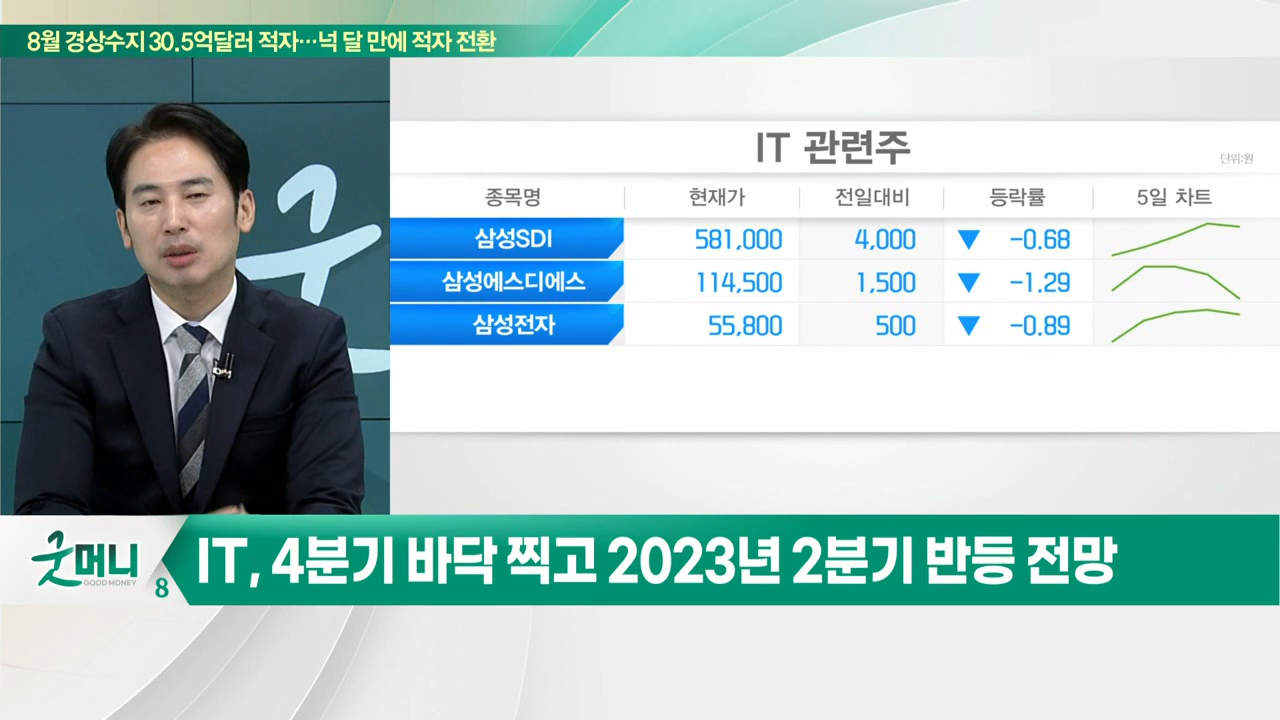 8월 경상수지 30.5억달러 적자…넉 달 만에 적자 전환
IT 관련주
단위:원
종목명 현재가 전일대비 등락률 5일 차트
삼성SDI 581,000 4,000 ▼ -0.68
삼성에스디에스 114,500 1,500 ▼ -1.29
삼성전자 55,800 500 ▼ -0.89
굿
굿머니
GOOD MONEY
8
IT, 4분기 바닥 찍고 2023년 2분기 반등 전망